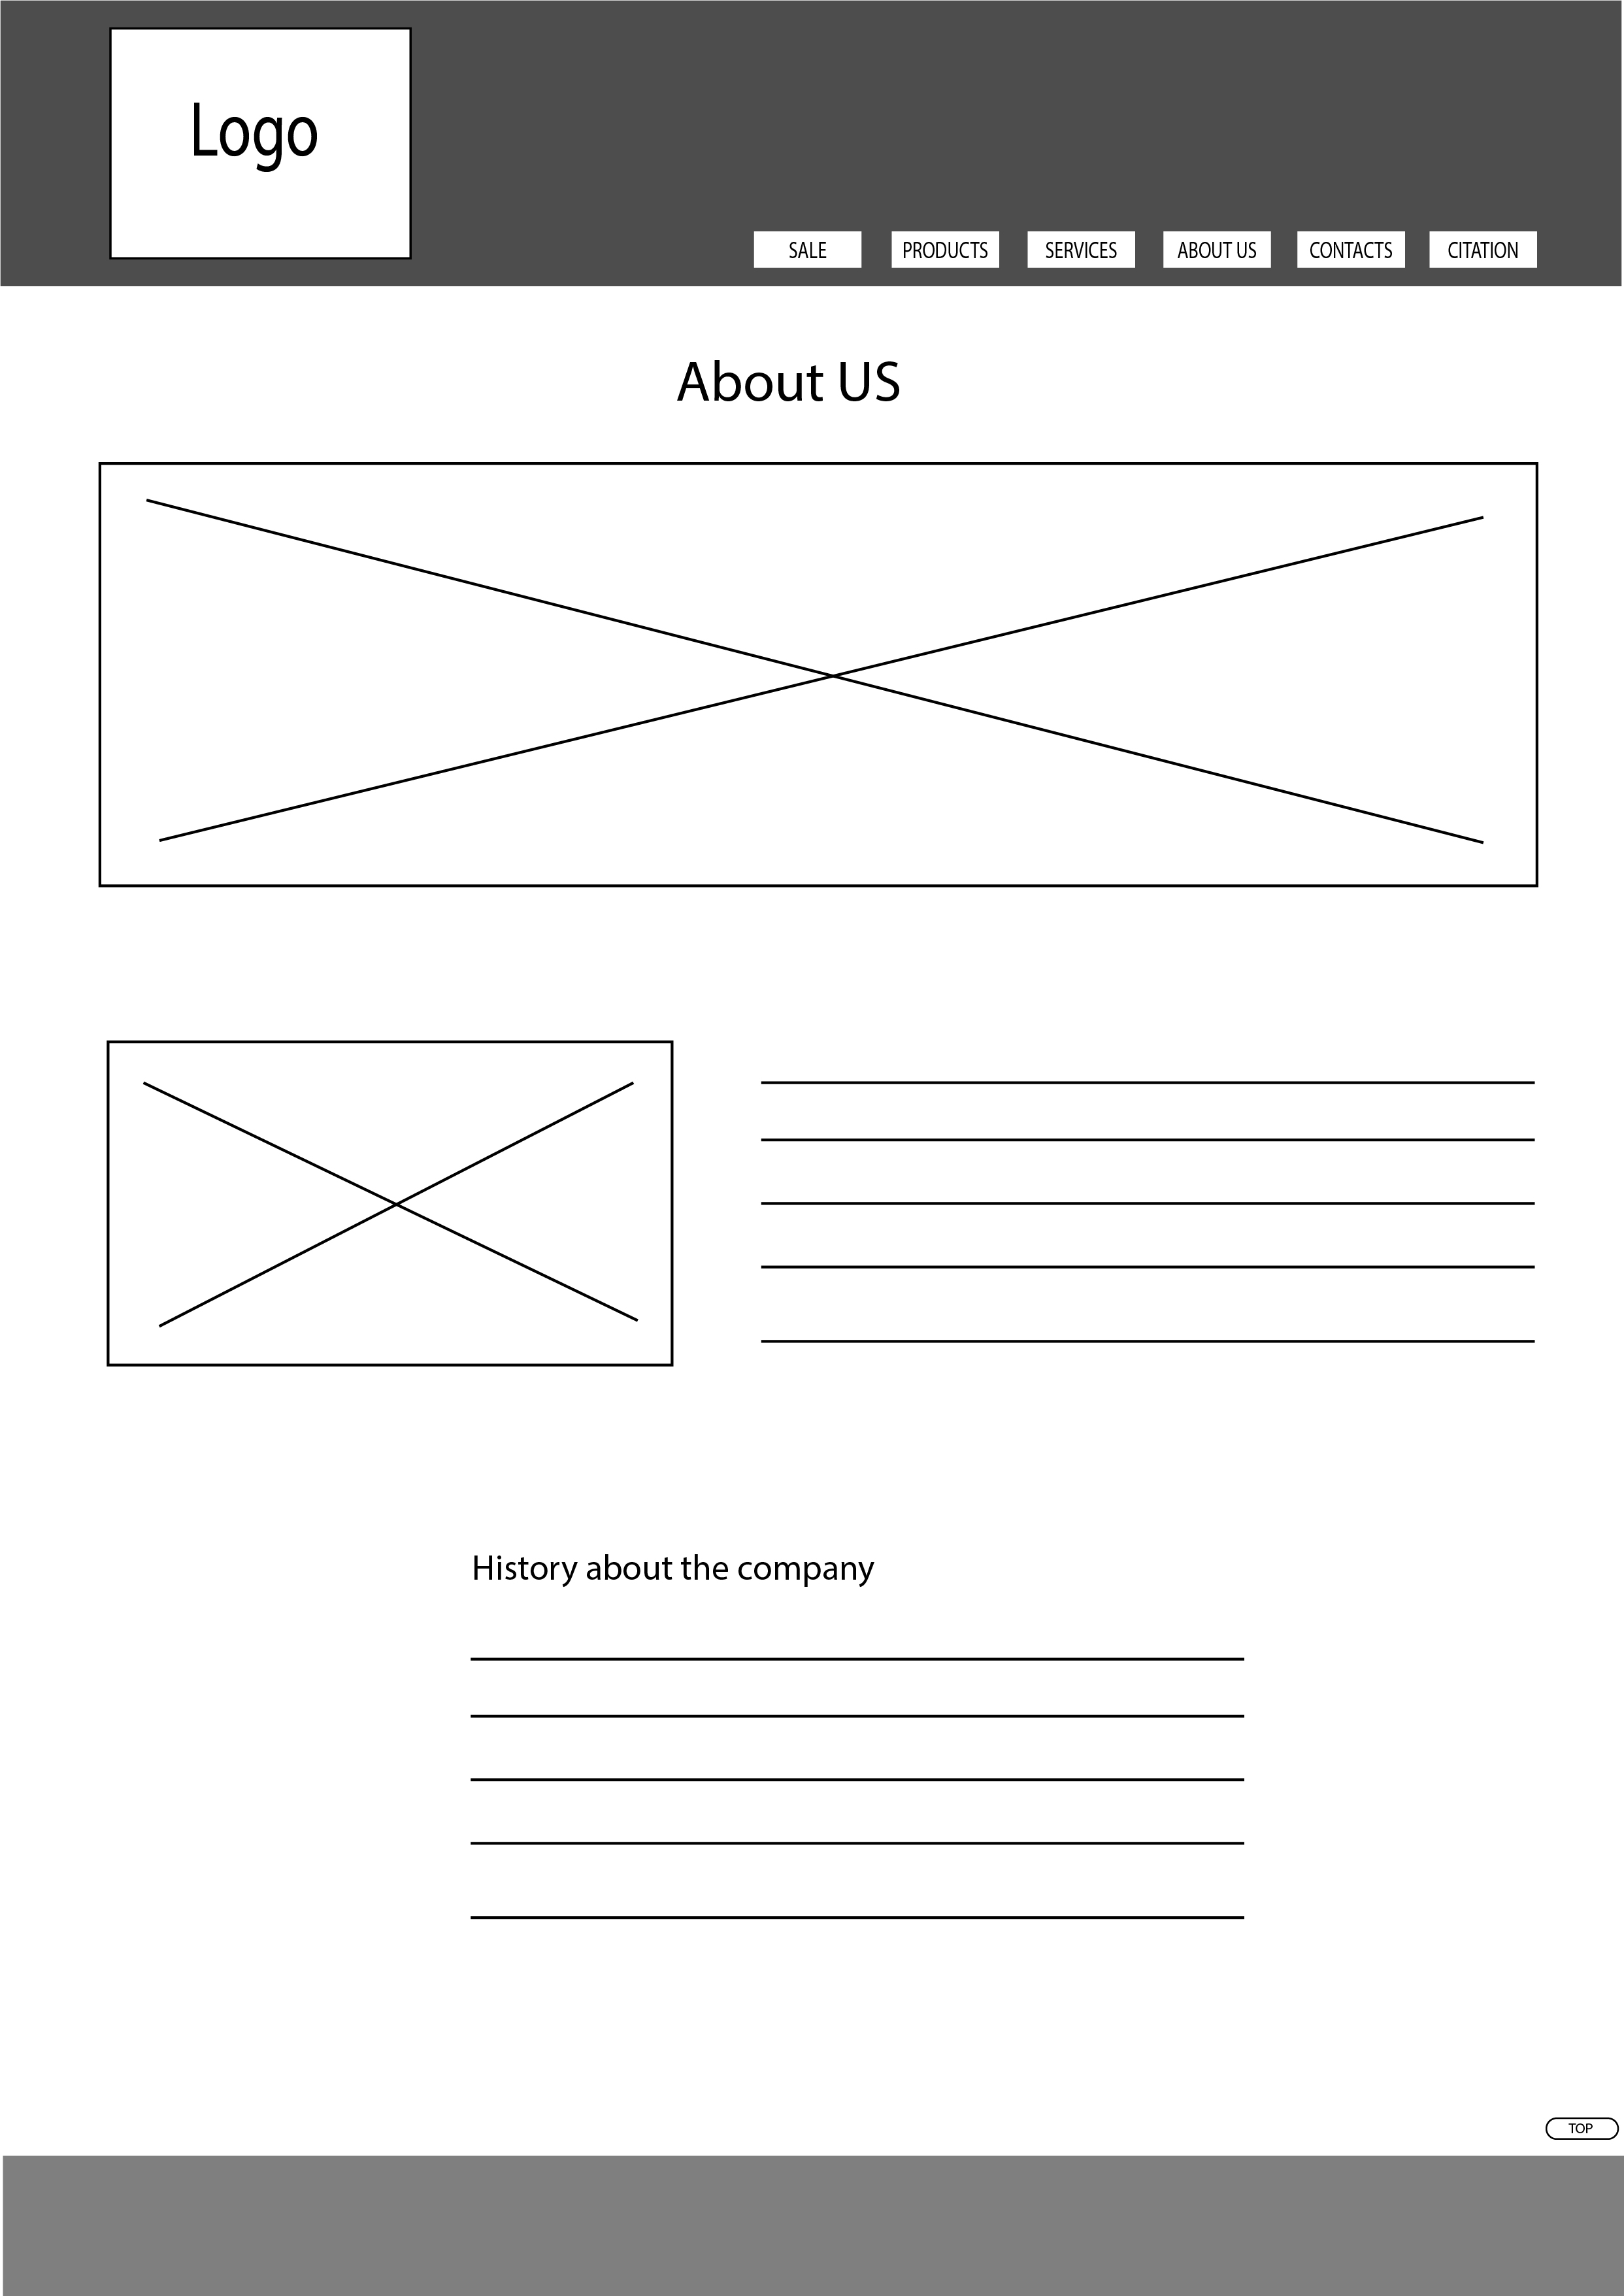 Logo
SALE PRODUCTS SERVICES ABOUT US CONTACTS CITATION
About US
History about the company
TOP